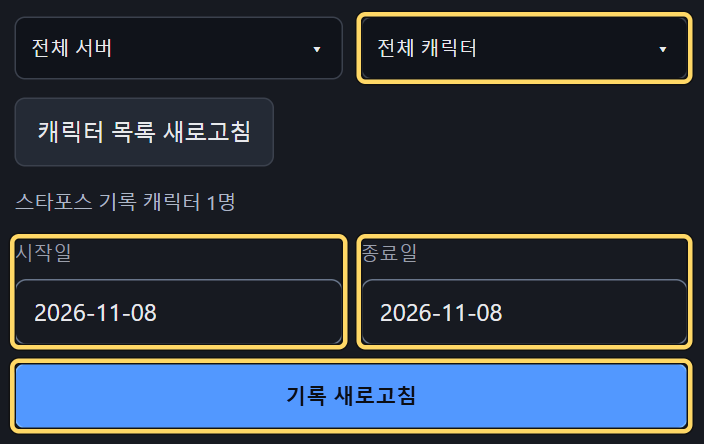 전체 서버
전체 캐릭터
캐릭터 목록 새로고침
스타포스 기록 캐릭터 1명
시작일
종료일
2026-11-08
2026-11-08
기록 새로고침